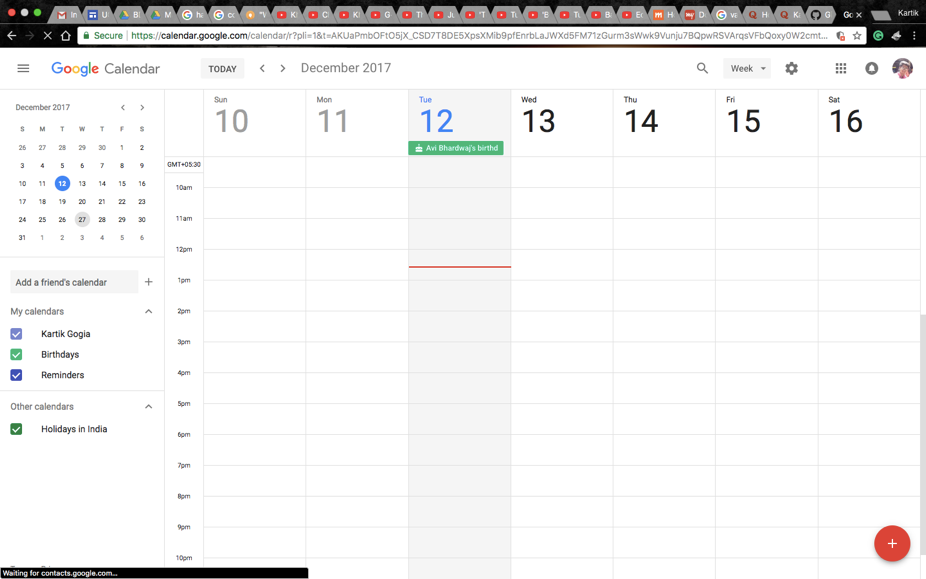 Kartik
Secure https://calendar.google.com/calendar/r?pli=1&t=AKUaPmbOFtO5jX_CSD7T8DE5XpsXMib9pfEnrbLaJWXd5FM71zGurm3sWwk9Vunju7BQpwRSVArqsVFbQoxy0W2cmt...
Google Calendar
TODAY
December 2017
Week
December 2017
S M T W T F S
26 27 28 29 30 1 2
3 4 5 6 7 8 9
10 11 12 13 14 15 16
17 18 19 20 21 22 23
24 25 26 27 28 29 30
31 1 2 3 4 5 6
Add a friend's calendar
My calendars
Kartik Gogia
Birthdays
Reminders
Other calendars
Holidays in India
Sun Mon Tue Wed Thu Fri Sat
10 11 12 13 14 15 16
Avi Bhardwaj's birthd
GMT+05:30
10am
11am
12pm
1pm
2pm
3pm
4pm
5pm
6pm
7pm
8pm
9pm
10pm
Waiting for contacts.google.com...